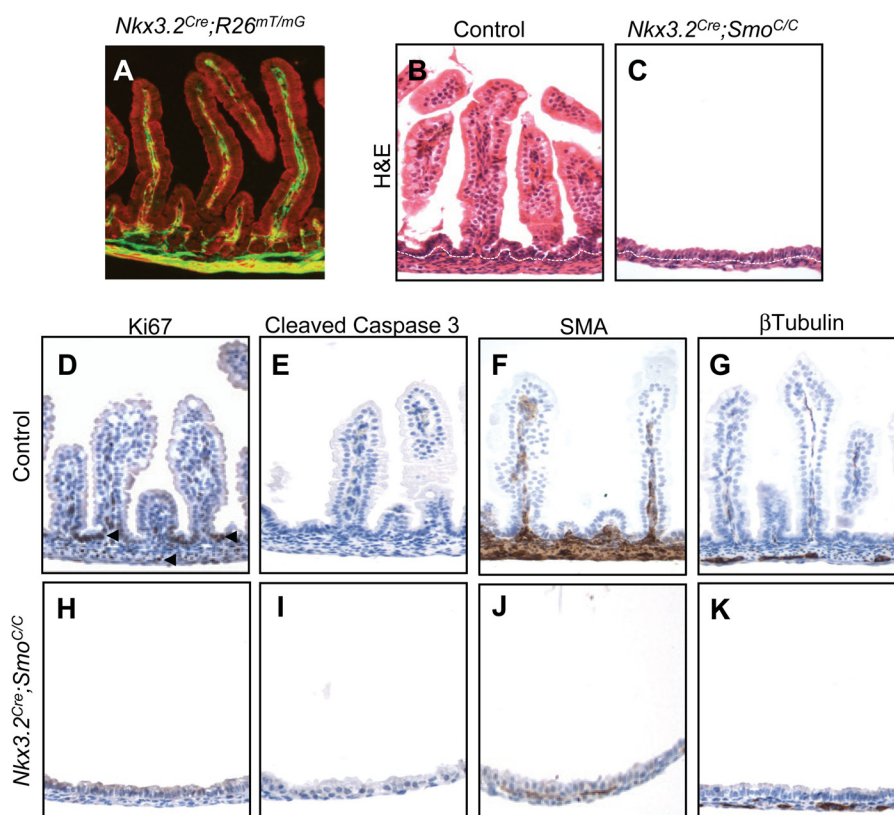 Nkx3.2Cre;R26mT/mG
Control
Nkx3.2Cre;SmoC/C
A
B
C
H&E
Ki67
Cleaved Caspase 3
SMA
βTubulin
Control
D
E
F
G
Nkx3.2Cre;SmoC/C
H
I
J
K